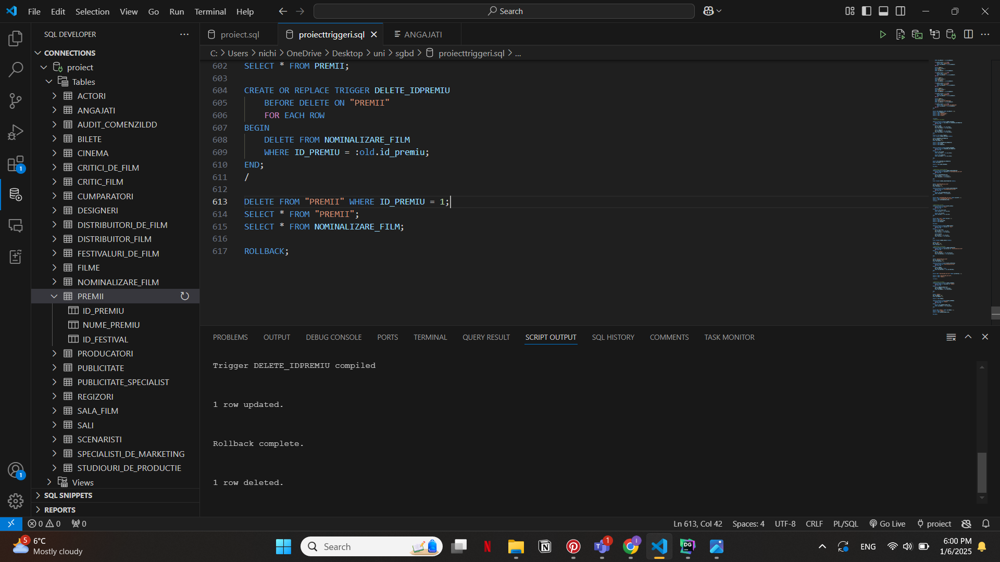 File Edit Selection View Go Run Terminal Help
Search
SQL DEVELOPER
CONNECTIONS
proiect
Tables
ACTORI
ANGAJATI
AUDIT_COMENZILDD
BILETE
CINEMA
CRITICI_DE_FILM
CRITIC_FILM
CUMPARATORI
DESIGNERI
DISTRIBUITORI_DE_FILM
DISTRIBUITOR_FILM
FESTIVALURI_DE_FILM
FILME
NOMINALIZARE_FILM
PREMII
ID_PREMIU
NUME_PREMIU
ID_FESTIVAL
PRODUCATORI
PUBLICITATE
PUBLICITATE_SPECIALIST
REGIZORI
SALA_FILM
SALI
SCENARISTI
SPECIALISTI_DE_MARKETING
STUDIOURI_DE_PRODUCTIE
Views
SQL SNIPPETS
REPORTS
1
1
proiect.sql proiecttriggeri.sql ANGAJATI
C: > Users > nichi > OneDrive > Desktop > uni > sgbd > proiecttriggeri.sql > ...
602 SELECT * FROM PREMII;
603
604 CREATE OR REPLACE TRIGGER DELETE_IDPREMIU
605 BEFORE DELETE ON "PREMII"
606 FOR EACH ROW
607 BEGIN
608 DELETE FROM NOMINALIZARE_FILM
609 WHERE ID_PREMIU = :old.id_premiu;
610 END;
611 /
612
613 DELETE FROM "PREMII" WHERE ID_PREMIU = 1;
614 SELECT * FROM "PREMII";
615 SELECT * FROM NOMINALIZARE_FILM;
616
617 ROLLBACK;
PROBLEMS OUTPUT DEBUG CONSOLE PORTS TERMINAL QUERY RESULT SCRIPT OUTPUT SQL HISTORY COMMENTS TASK MONITOR
Trigger DELETE_IDPREMIU compiled
1 row updated.
Rollback complete.
1 row deleted.
0 0 0
Ln 613, Col 42 Spaces: 4 UTF-8 CRLF PL/SQL Go Live proiect
5
6°C
Mostly cloudy
Search
N
N
T
1
I
DG
ENG
6:00 PM
1/6/2025